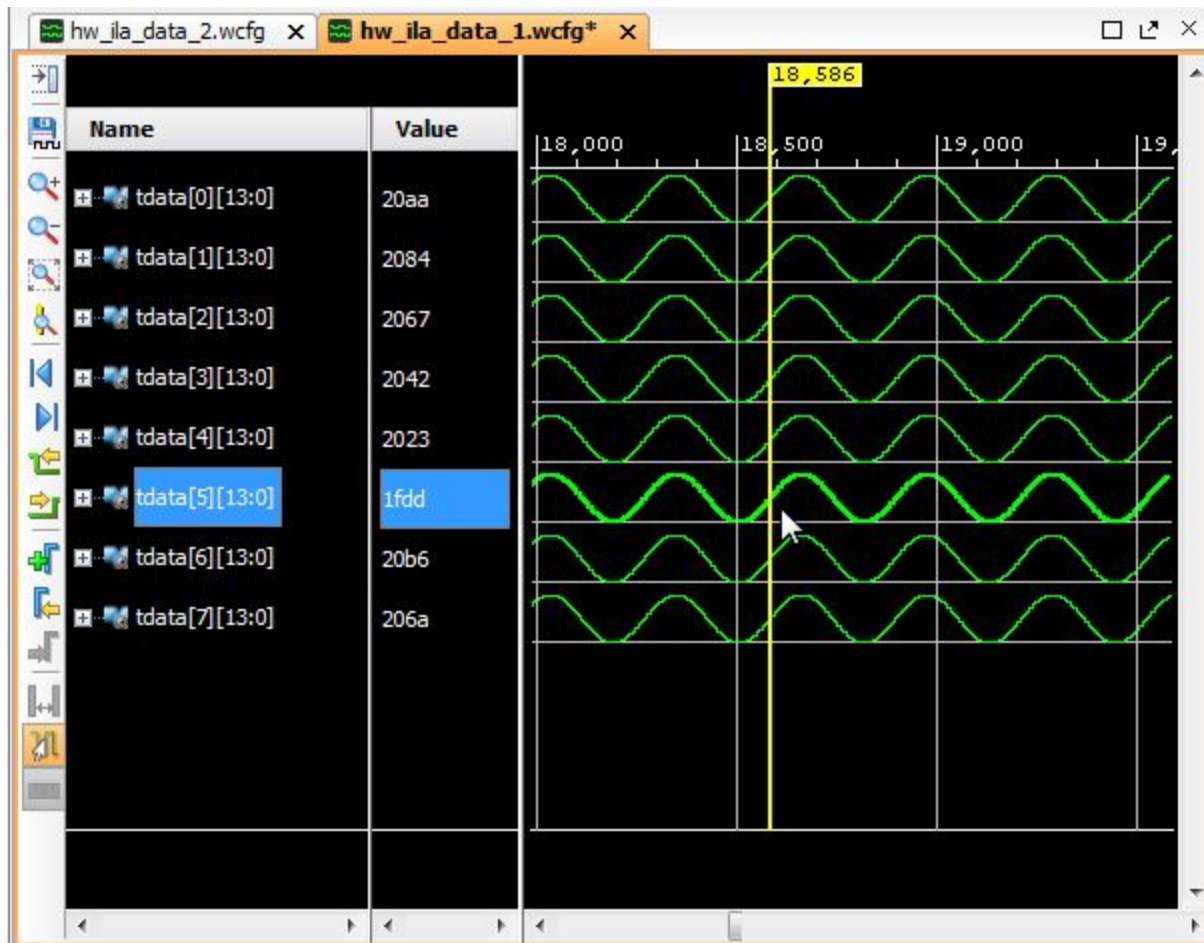 hw_ila_data_2.wcfg hw_ila_data_1.wcfg*
18,586
Name Value
18,000 18,500 19,000 19,
tdata[0][13:0] 20aa
tdata[1][13:0] 2084
tdata[2][13:0] 2067
tdata[3][13:0] 2042
tdata[4][13:0] 2023
tdata[5][13:0] 1fdd
tdata[6][13:0] 20b6
tdata[7][13:0] 206a